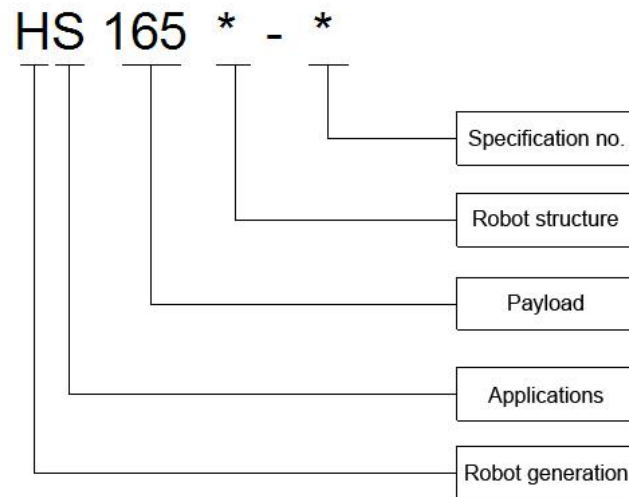 HS 165 * - *
Specification no.
Robot structure
Payload
Applications
Robot generation